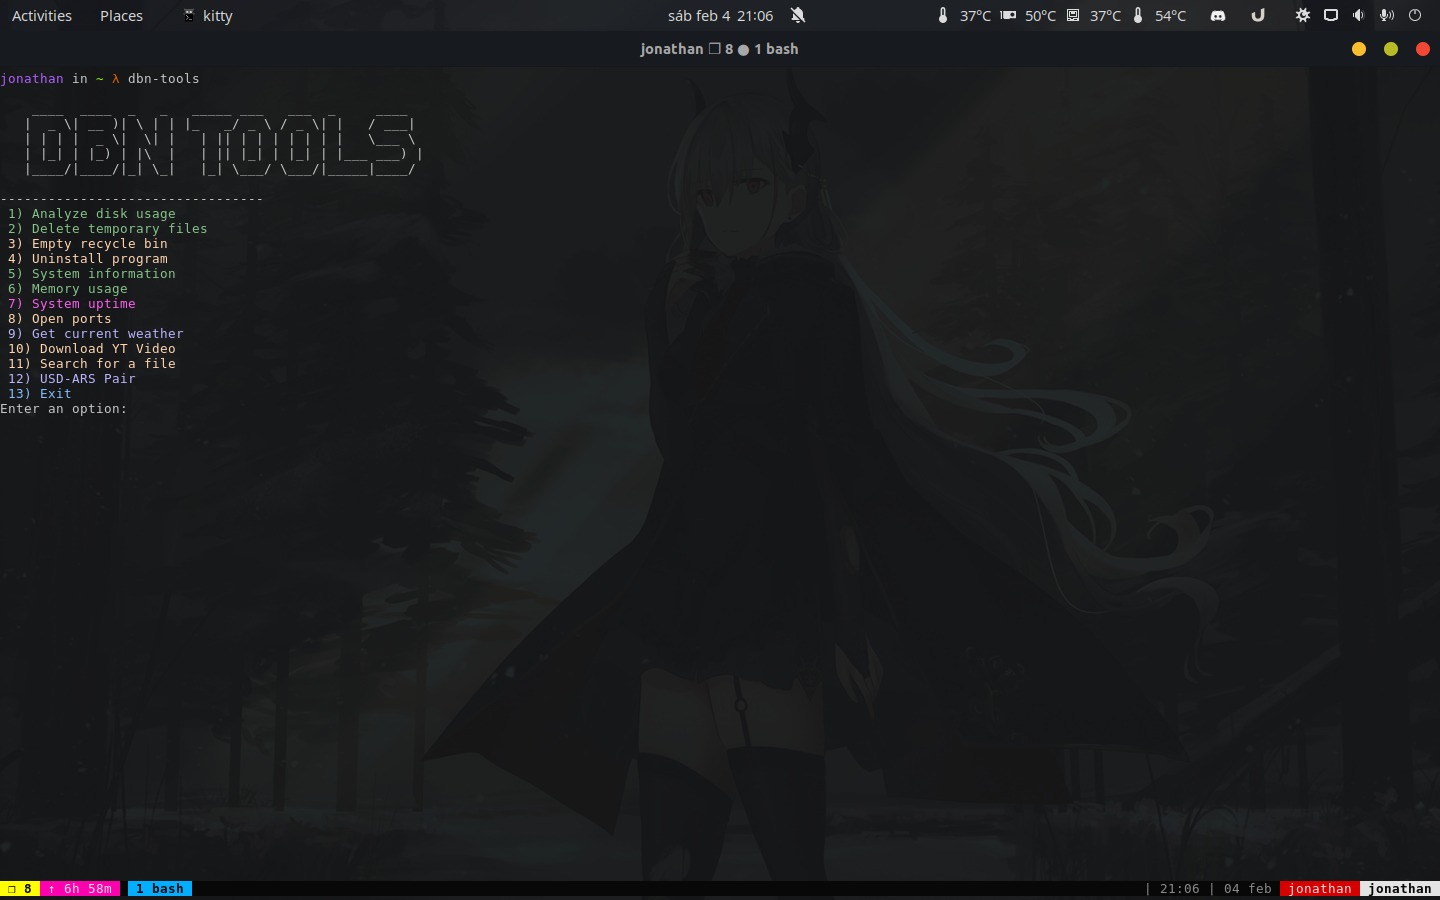 Activities Places kitty sáb feb 4 21:06 37°C 50°C 37°C 54°C
jonathan ❐ 8 ● 1 bash
jonathan in ~ λ dbn-tools
DBN TOOLS
---------------------------------
1) Analyze disk usage
2) Delete temporary files
3) Empty recycle bin
4) Uninstall program
5) System information
6) Memory usage
7) System uptime
8) Open ports
9) Get current weather
10) Download YT Video
11) Search for a file
12) USD-ARS Pair
13) Exit
Enter an option:
❐ 8 ↑ 6h 58m 1 bash | 21:06 | 04 feb jonathan jonathan